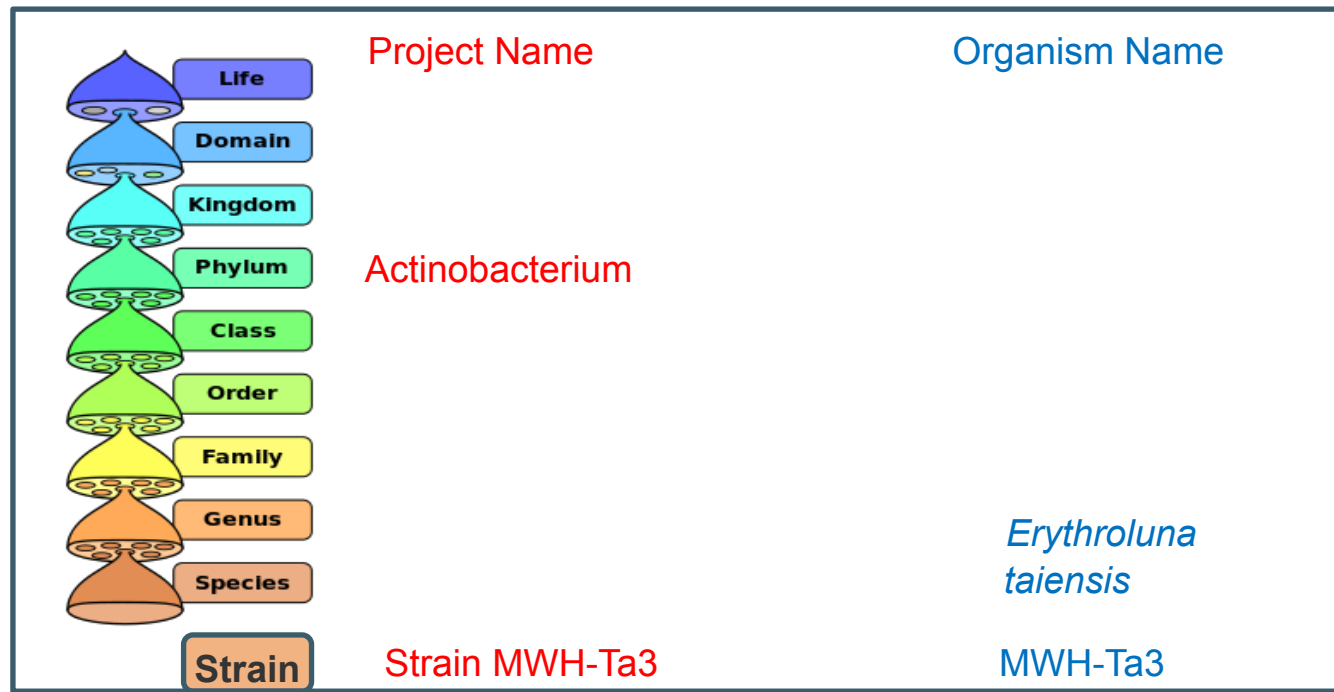 Project Name
Organism Name
Life
Domain
Kingdom
Phylum
Actinobacterium
Class
Order
Family
Genus
Erythroluna
Species
taiensis
Strain
Strain MWH-Ta3
MWH-Ta3